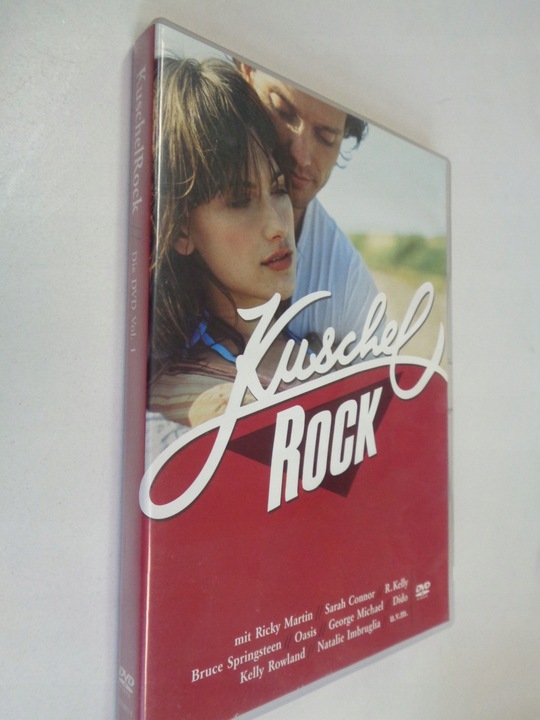 KuschelRock // Die DVD Vol. 1
Kuschel
ROCK
mit Ricky Martin // Sarah Connor // R. Kelly
Bruce Springsteen // Oasis // George Michael // Dido
Kelly Rowland // Natalie Imbruglia u.v.m.
DVD
DVD